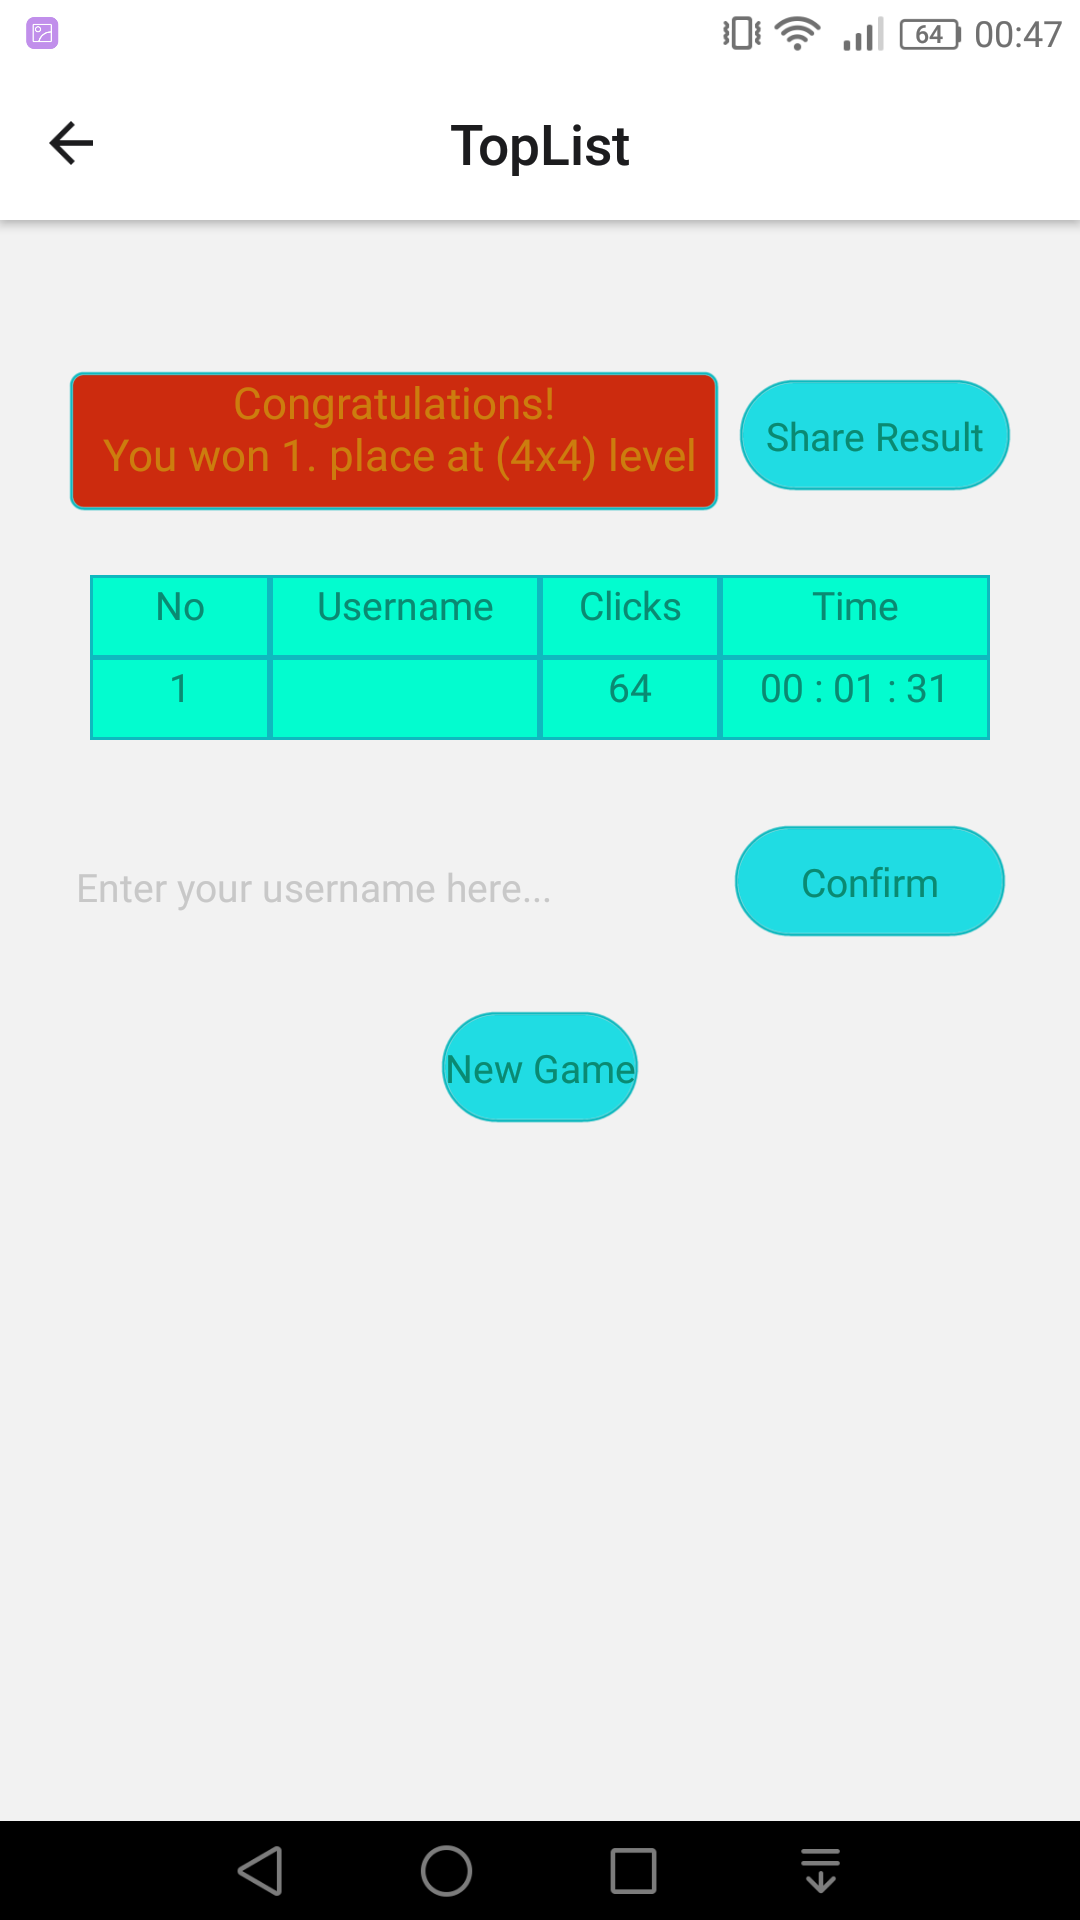 64 00:47
TopList
Congratulations!
You won 1. place at (4x4) level
Share Result
No Username Clicks Time
1 64 00 : 01 : 31
Enter your username here...
Confirm
New Game